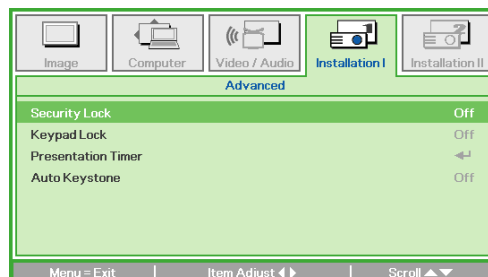 Image Computer Video / Audio Installation I Installation II
Advanced
Security Lock Off
Keypad Lock Off
Presentation Timer
Auto Keystone Off
Menu = Exit Item Adjust Scroll